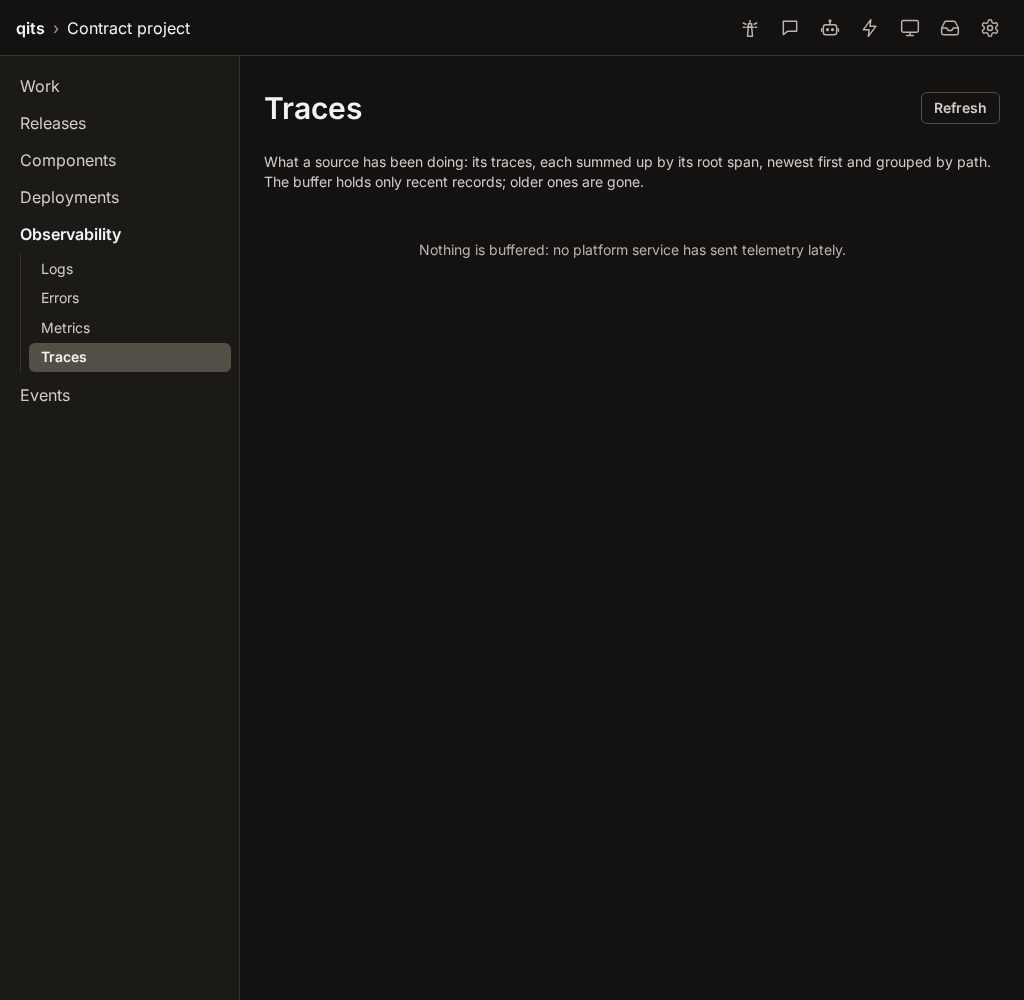 qits › Contract project
Work
Releases
Components
Deployments
Observability
Logs
Errors
Metrics
Traces
Events
Traces
Refresh
What a source has been doing: its traces, each summed up by its root span, newest first and grouped by path.
The buffer holds only recent records; older ones are gone.
Nothing is buffered: no platform service has sent telemetry lately.